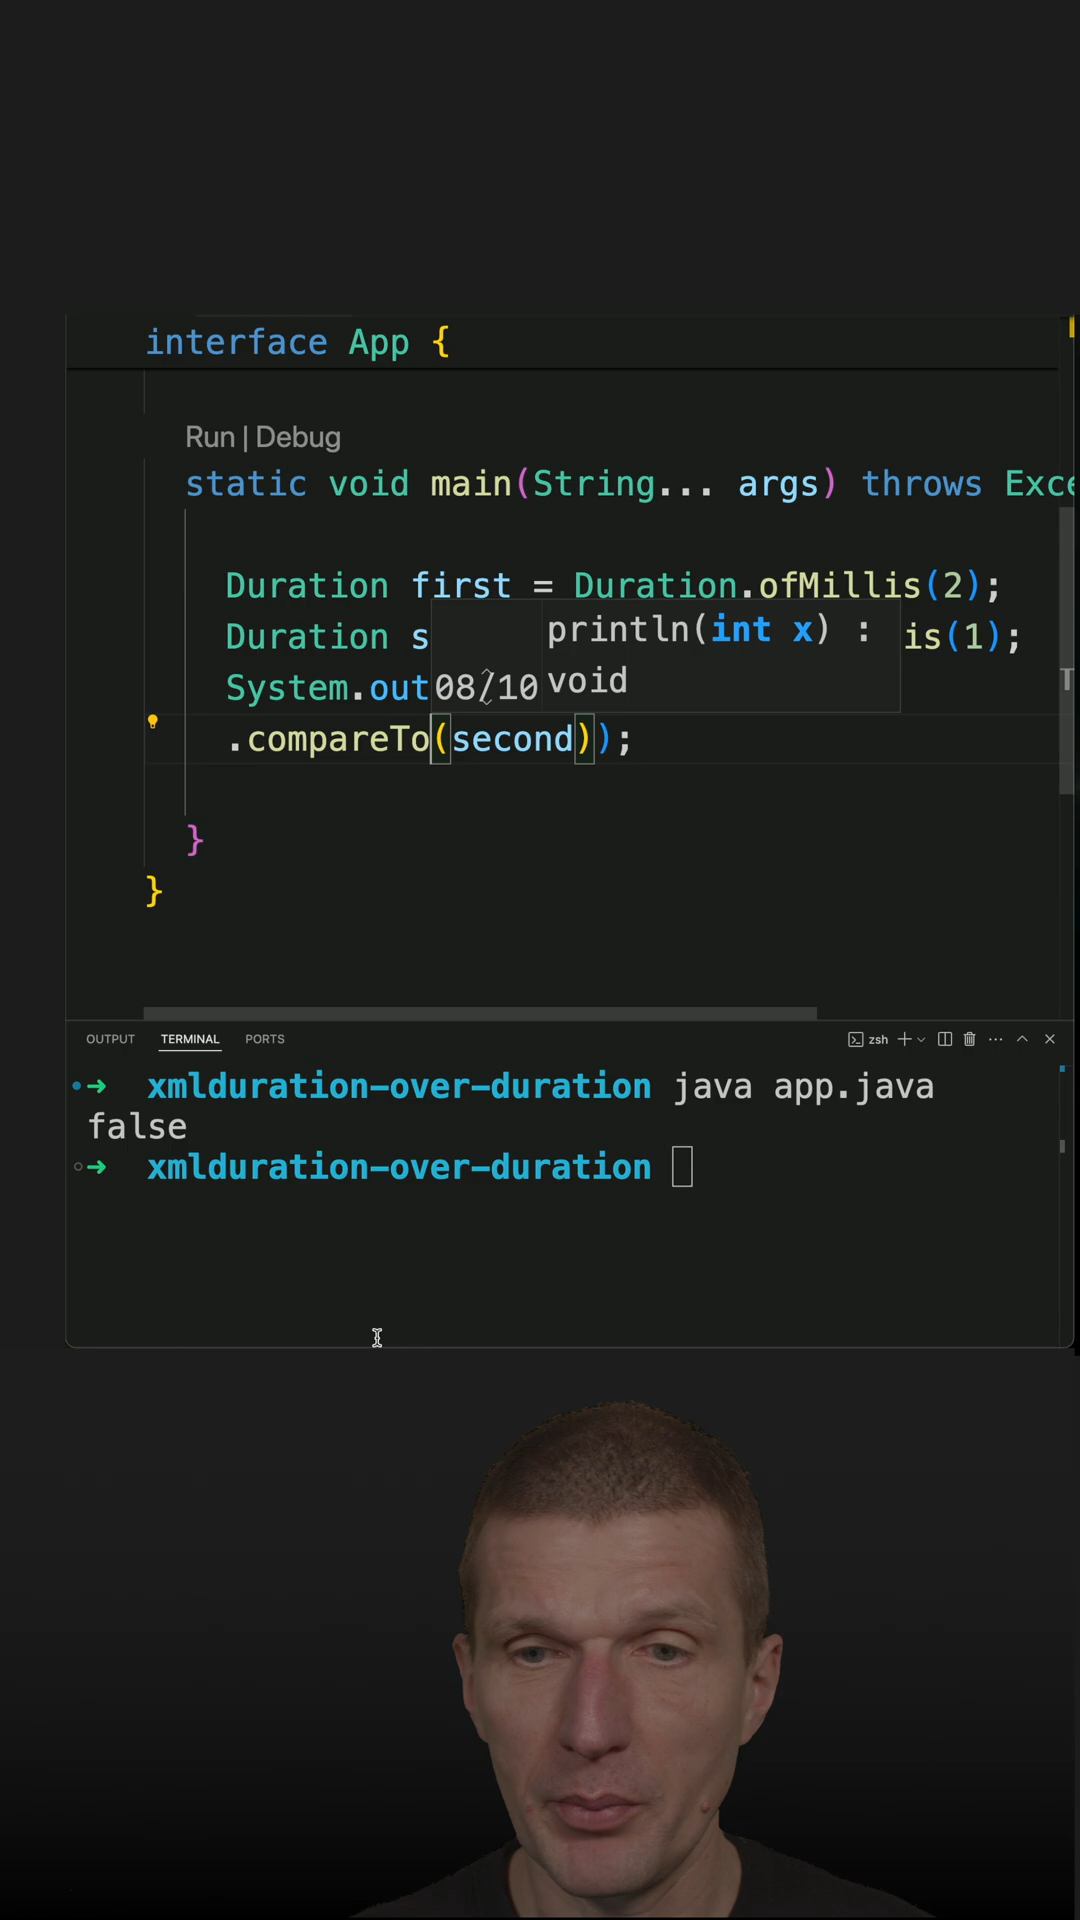 interface App {
Run | Debug
static void main(String... args) throws Exce
Duration first = Duration.ofMillis(2);
Duration s
println(int x) :
is(1);
System.out
08/10
void
.compareTo(second));
}
}
OUTPUT TERMINAL PORTS
zsh
xmlduration-over-duration java app.java
false
xmlduration-over-duration